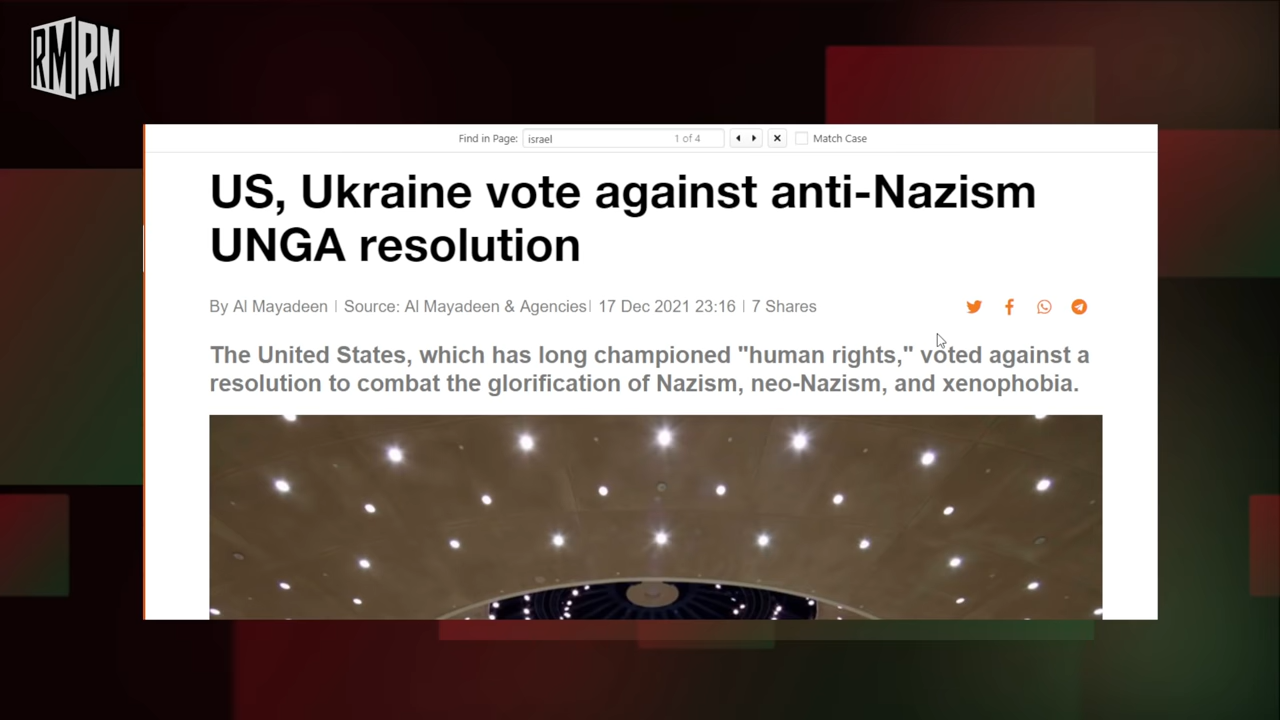 RMRM
Find in Page: israel 1 of 4 Match Case
US, Ukraine vote against anti-Nazism
UNGA resolution
By Al Mayadeen | Source: Al Mayadeen & Agencies| 17 Dec 2021 23:16 | 7 Shares
The United States, which has long championed "human rights," voted against a
resolution to combat the glorification of Nazism, neo-Nazism, and xenophobia.